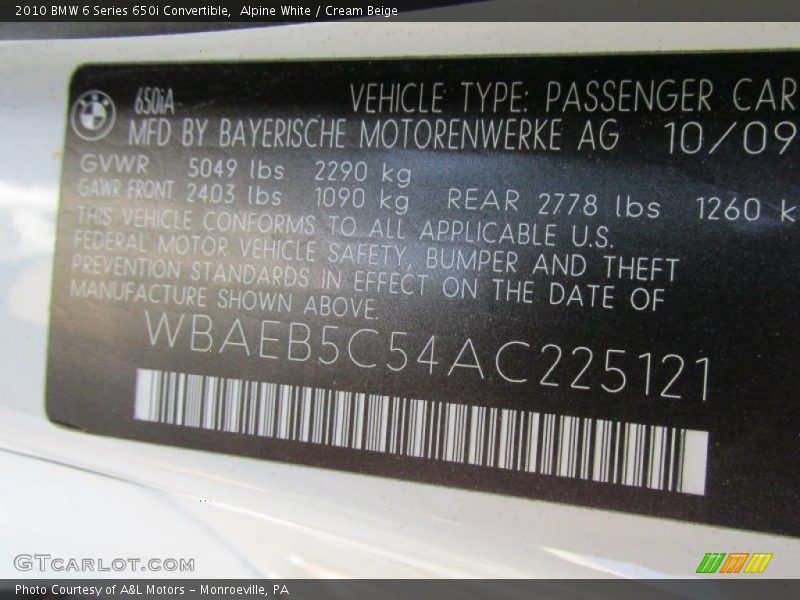 2010 BMW 6 Series 650i Convertible,  Alpine White / Cream Beige
650iA
VEHICLE TYPE: PASSENGER CAR
MFD BY BAYERISCHE MOTORENWERKE AG 10/09
GVWR 5049 lbs 2290 kg
GAWR FRONT 2403 lbs 1090 kg REAR 2778 lbs 1260 k
THIS VEHICLE CONFORMS TO ALL APPLICABLE U.S.
FEDERAL MOTOR VEHICLE SAFETY, BUMPER AND THEFT
PREVENTION STANDARDS IN EFFECT ON THE DATE OF
MANUFACTURE SHOWN ABOVE.
WBAEB5C54AC225121
GTCARLOT.COM
Photo Courtesy of A&L Motors – Monroeville, PA